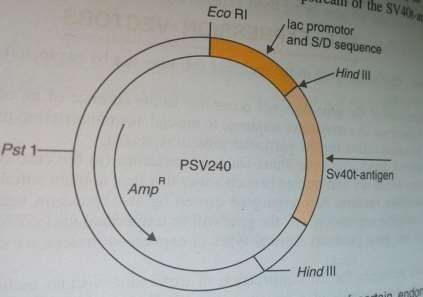 pstream of the SV40t-
Eco RI
lac promotor
and S/D sequence
Hind III
Pst 1
PSV240
Amp R
Sv40t-antigen
Hind III